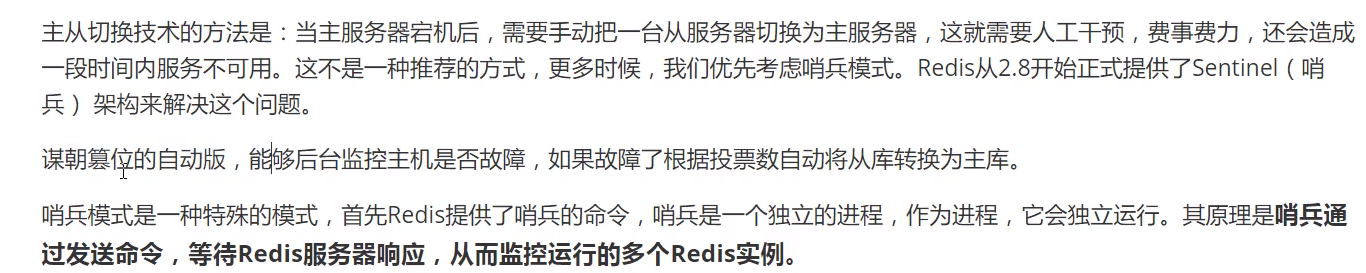 主从切换技术的方法是：当主服务器宕机后，需要手动把一台从服务器切换为主服务器，这就需要人工干预，费事费力，还会造成
一段时间内服务不可用。这不是一种推荐的方式，更多时候，我们优先考虑哨兵模式。Redis从2.8开始正式提供了Sentinel（哨
兵） 架构来解决这个问题。
谋朝篡位的自动版，能够后台监控主机是否故障，如果故障了根据投票数自动将从库转换为主库。
哨兵模式是一种特殊的模式，首先Redis提供了哨兵的命令，哨兵是一个独立的进程，作为进程，它会独立运行。其原理是哨兵通
过发送命令，等待Redis服务器响应，从而监控运行的多个Redis实例。